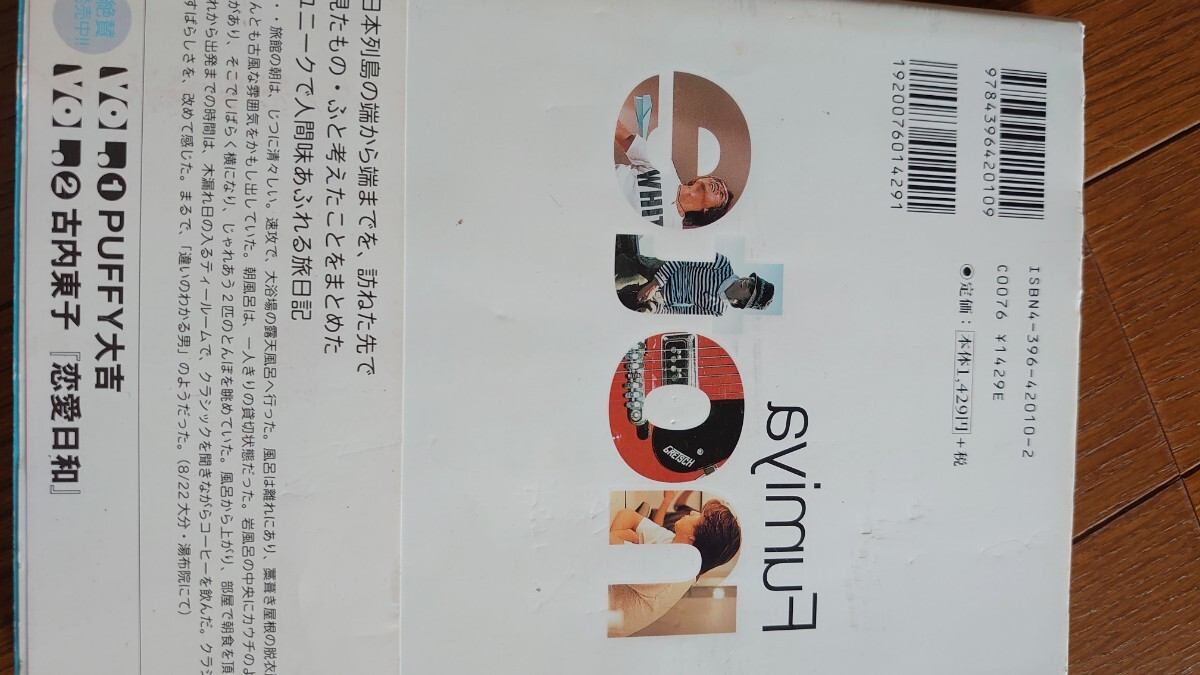 9784396420109
1920076014291
ISBN4-396-42010-2
C0076 ¥1429E
●定価：本体1,429円＋税
Fumiya
note
WHIT
GRETSCH
日本列島の端から端までを、訪ねた先で
見たもの・ふと考えたことをまとめた
ユニークで人間味あふれる旅日記
・・旅館の朝は、じつに清々しい。速攻で、大浴場の露天風呂へ行った。風呂は離れにあり、藁葺き屋根の脱衣
んとも古風な雰囲気をかもし出していた。朝風呂は、一人きりの貸切状態だった。岩風呂の中央にカウチのよ
があり、そこでしばらく横になり、じゃれあう2匹のとんぼを眺めていた。風呂から上がり、部屋で朝食を頂
れから出発までの時間は、木漏れ日の入るティールームで、クラシックを聞きながらコーヒーを飲んだ。クラシ
すばらしさを、改めて感じた。まるで、「違いのわかる男」のようだった。(8/22 大分・湯布院にて)
絶賛
発売中!!
❶PUFFY大吉
❷古内東子『恋愛日和』